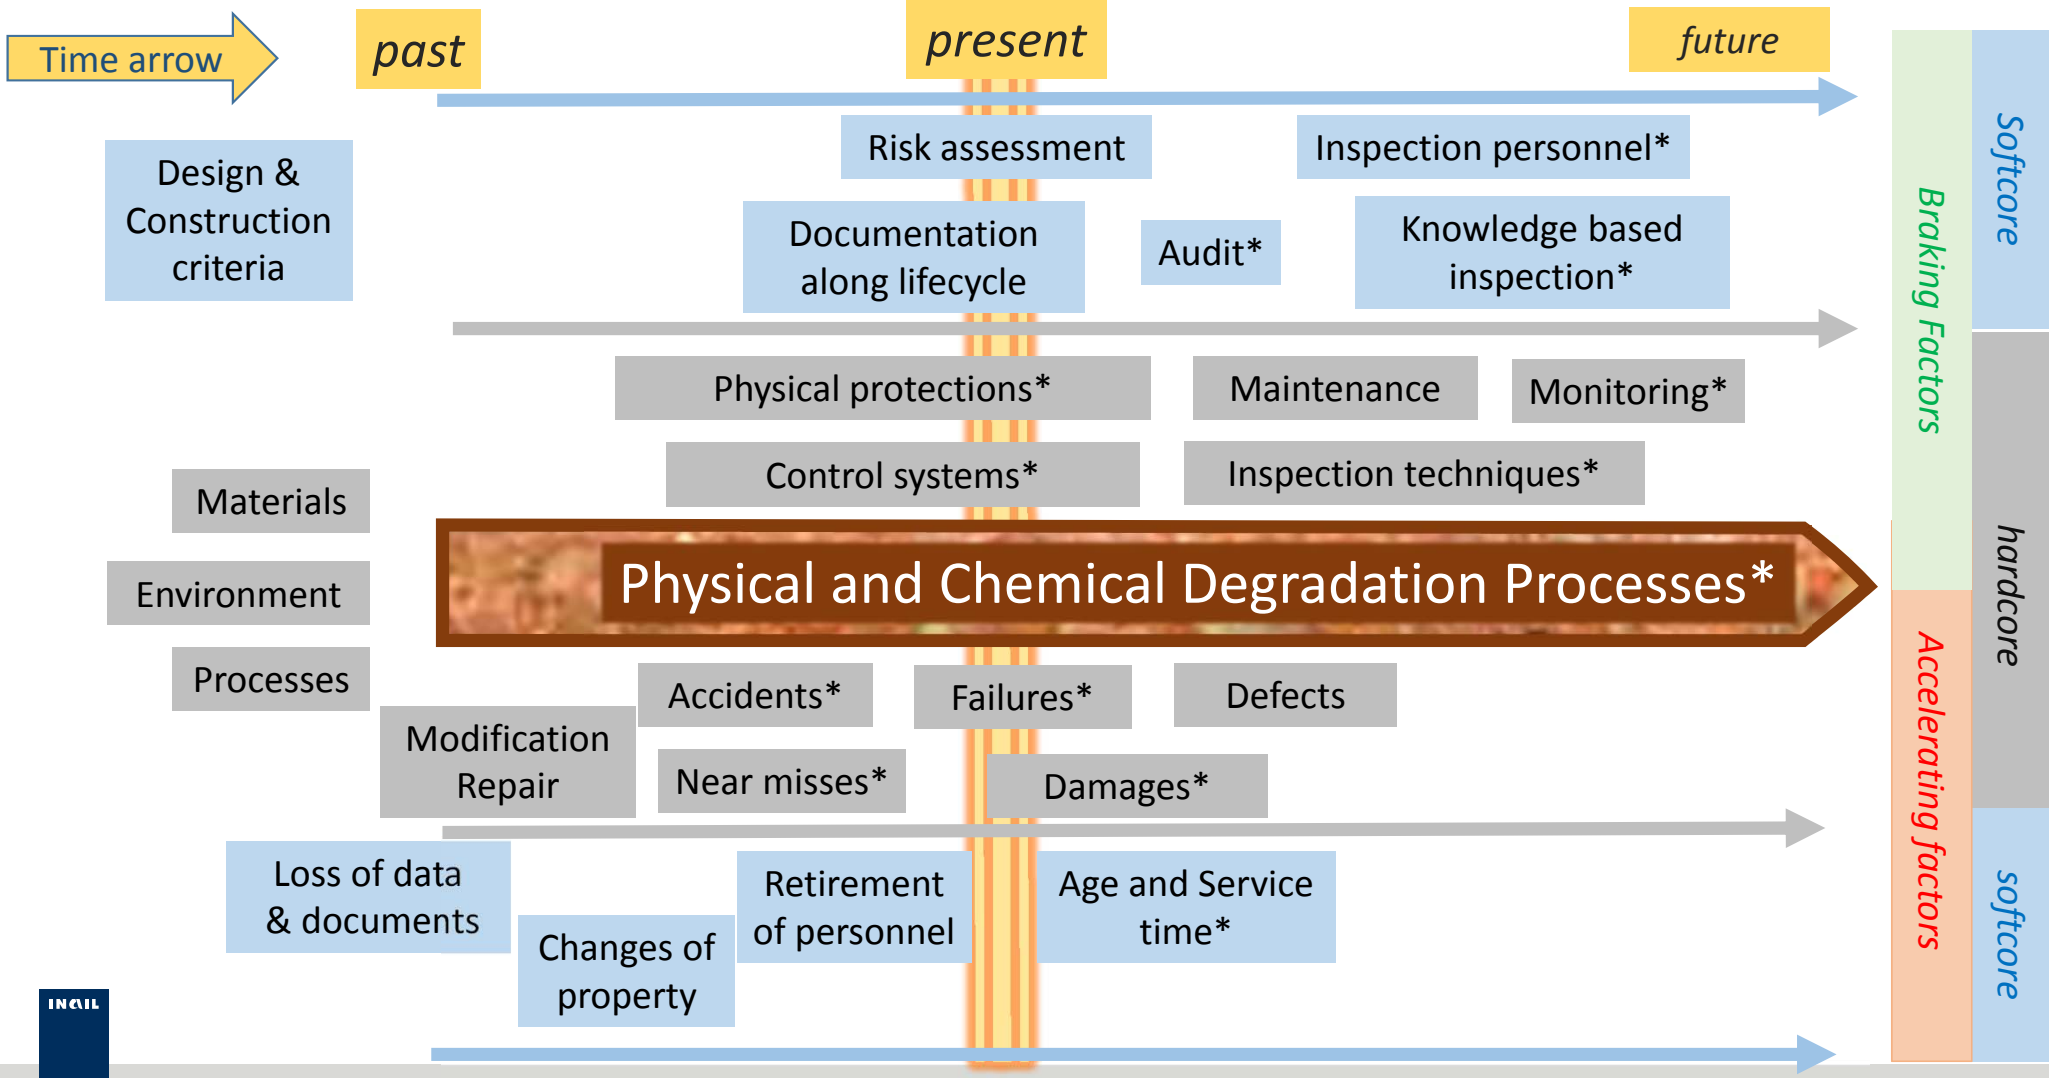 Time arrow
past
present
future
Design &
Construction
criteria
Risk assessment
Inspection personnel*
Documentation
along lifecycle
Audit*
Knowledge based
inspection*
Physical protections*
Maintenance
Monitoring*
Control systems*
Inspection techniques*
Materials
Environment
Processes
Physical and Chemical Degradation Processes*
Accidents*
Failures*
Defects
Modification
Repair
Near misses*
Damages*
Loss of data
& documents
Changes of
property
Retirement
of personnel
Age and Service
time*
Braking Factors
Accelerating factors
Softcore
hardcore
softcore
INAIL